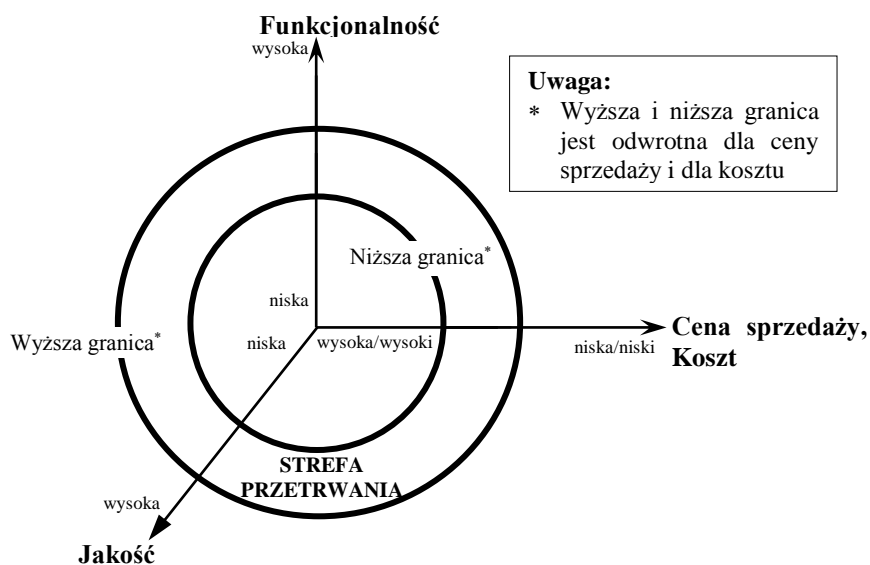 Funkcjonalność
wysoka
Uwaga:
* Wyższa i niższa granica
jest odwrotna dla ceny
sprzedaży i dla kosztu
Niższa granica*
niska
Wyższa granica*
niska
wysoka/wysoki
niska/niski
Cena sprzedaży,
Koszt
STREFA
PRZETRWANIA
wysoka
Jakość